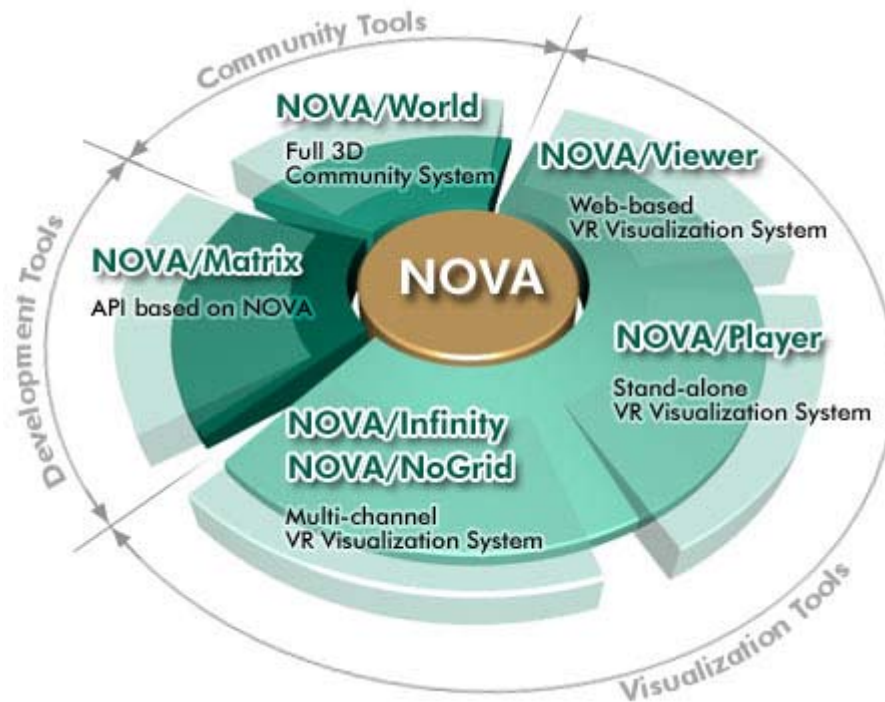 Community Tools
NOVA/World
Full 3D
Community System
NOVA/Viewer
Web-based
VR Visualization System
Development Tools
NOVA/Matrix
API based on NOVA
NOVA
NOVA/Player
Stand-alone
VR Visualization System
NOVA/Infinity
NOVA/NoGrid
Multi-channel
VR Visualization System
Visualization Tools